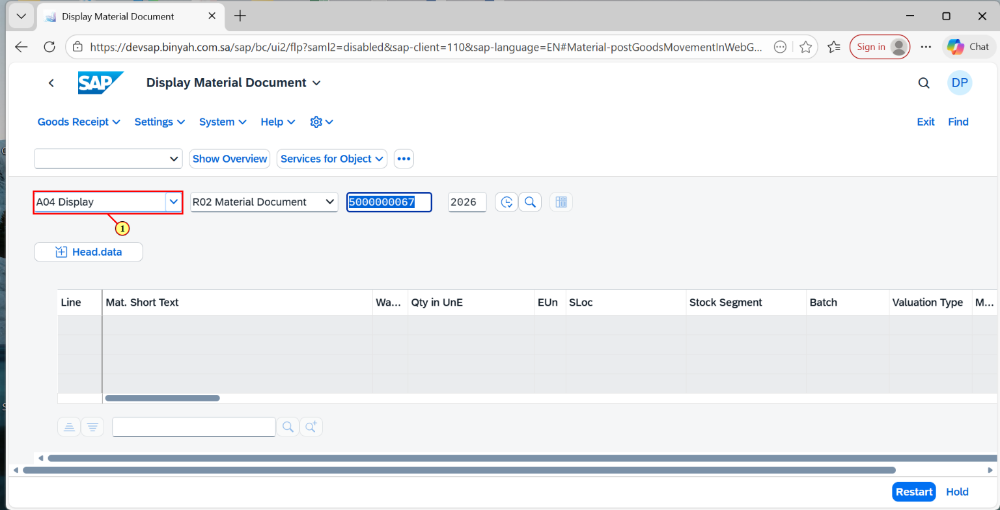 Display Material Document
https://devsap.binyah.com.sa/sap/bc/ui2/flp?saml2=disabled&sap-client=110&sap-language=EN#Material-postGoodsMovementInWebG...
Sign in
Chat
SAP
Display Material Document
DP
Goods Receipt
Settings
System
Help
Exit
Find
Show Overview
Services for Object
A04 Display
R02 Material Document
5000000067
2026
1
Head.data
Line
Mat. Short Text
Wa...
Qty in UnE
EUn
SLoc
Stock Segment
Batch
Valuation Type
M...
Restart
Hold